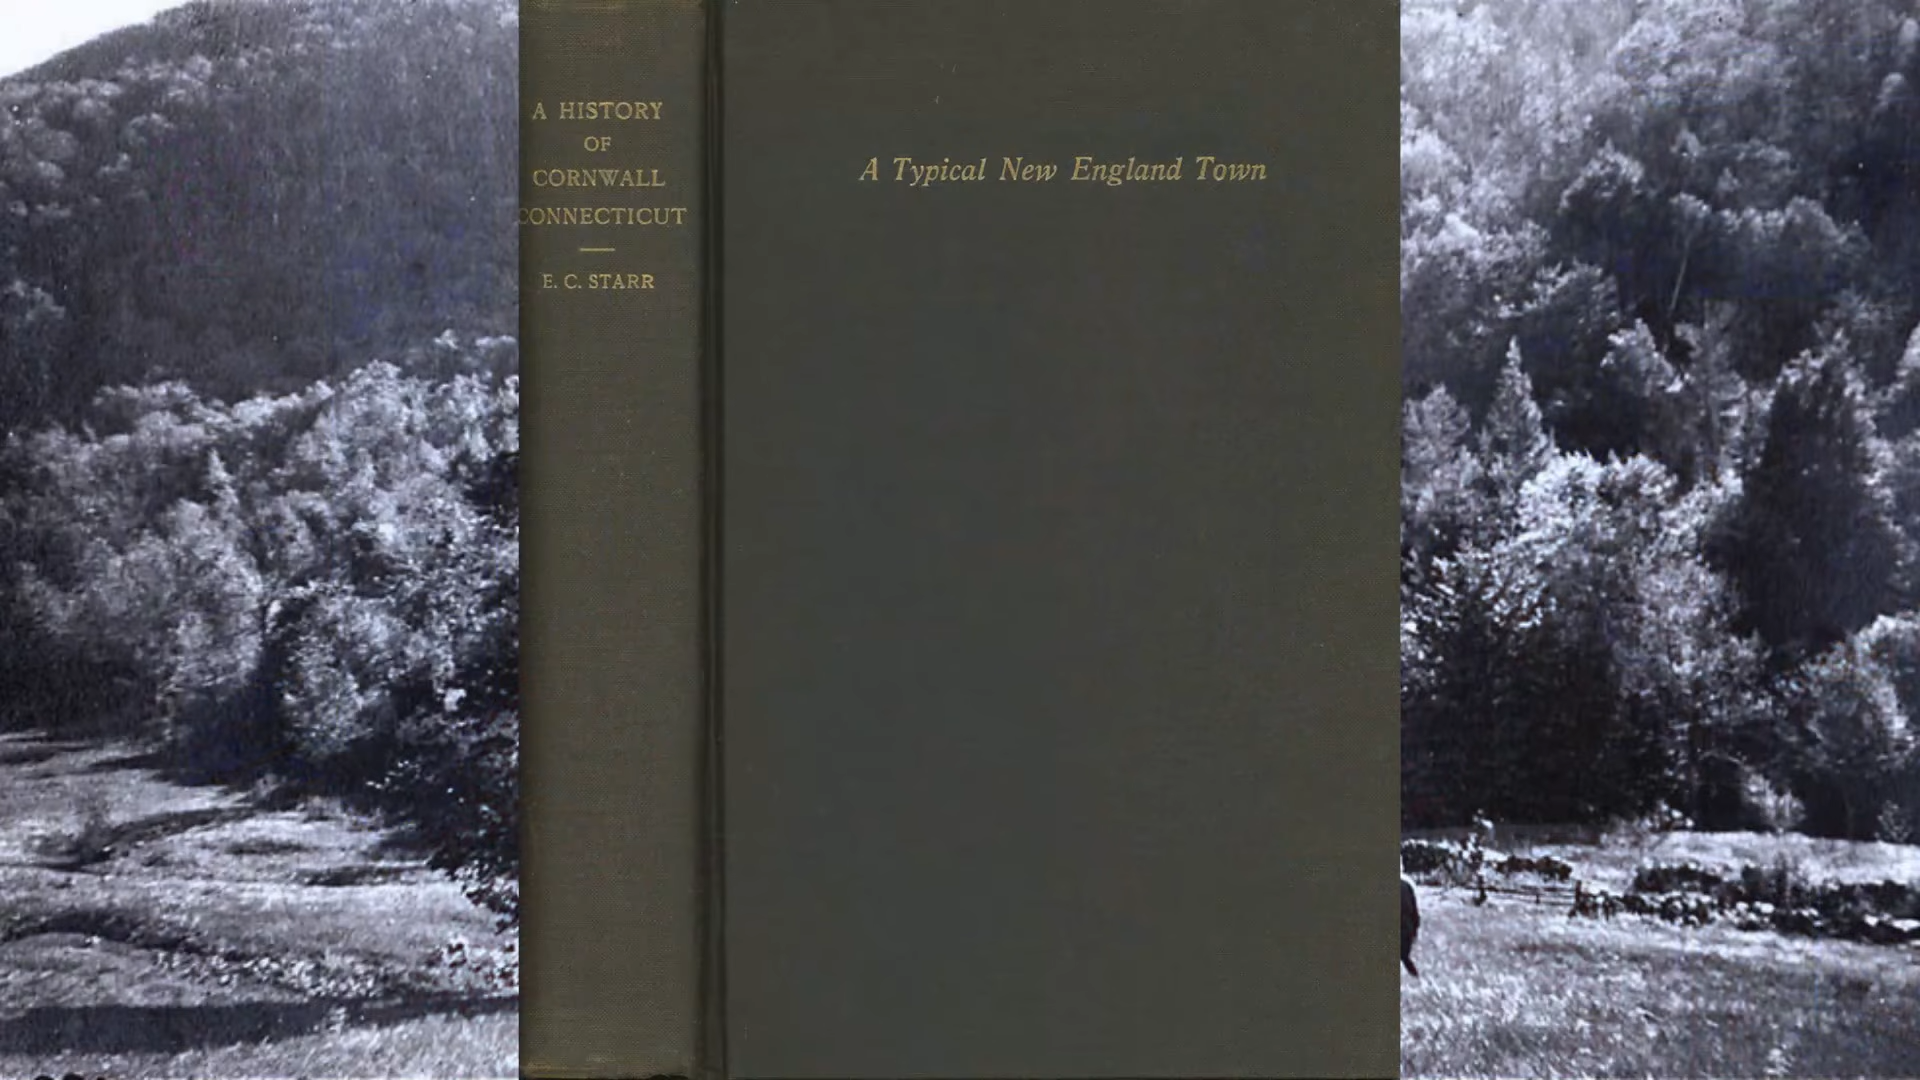 A HISTORY
OF
CORNWALL
CONNECTICUT
E. C. STARR
A Typical New England Town